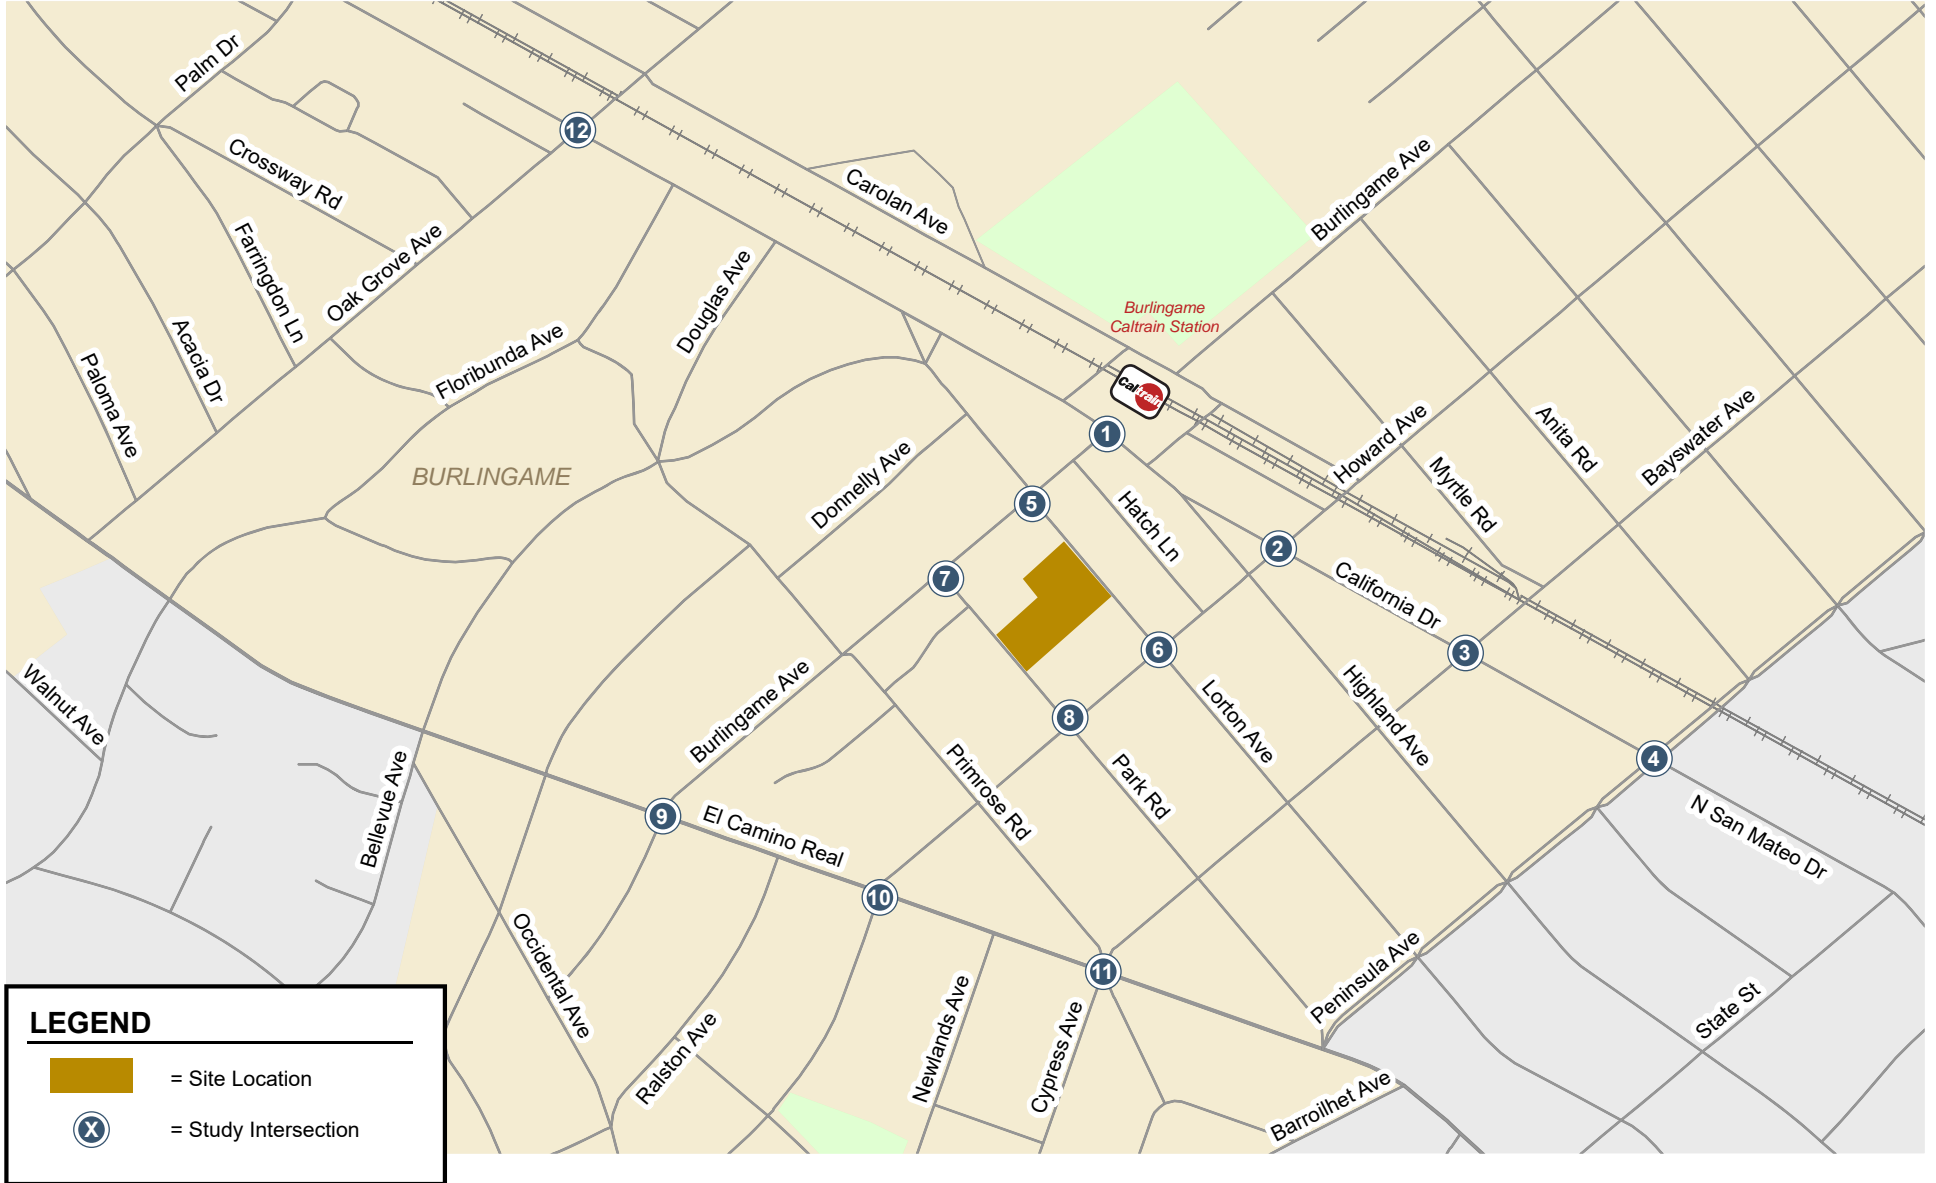 Palm Dr
12
Crossway Rd
Carolan Ave
Burlingame Ave
Farringdon Ln
Oak Grove Ave
Douglas Ave
Burlingame
Caltrain Station
Acacia Dr
Floribunda Ave
Paloma Ave
Caltrain
1
Howard Ave
Anita Rd
Bayswater Ave
BURLINGAME
Donnelly Ave
Myrtle Rd
5
Hatch Ln
2
7
California Dr
6
3
Walnut Ave
Burlingame Ave
Lorton Ave
Highland Ave
8
4
Bellevue Ave
Primrose Rd
Park Rd
9
El Camino Real
N San Mateo Dr
10
Occidental Ave
11
Peninsula Ave
State St
Newlands Ave
Cypress Ave
Ralston Ave
Barroilhet Ave
LEGEND
= Site Location
X = Study Intersection